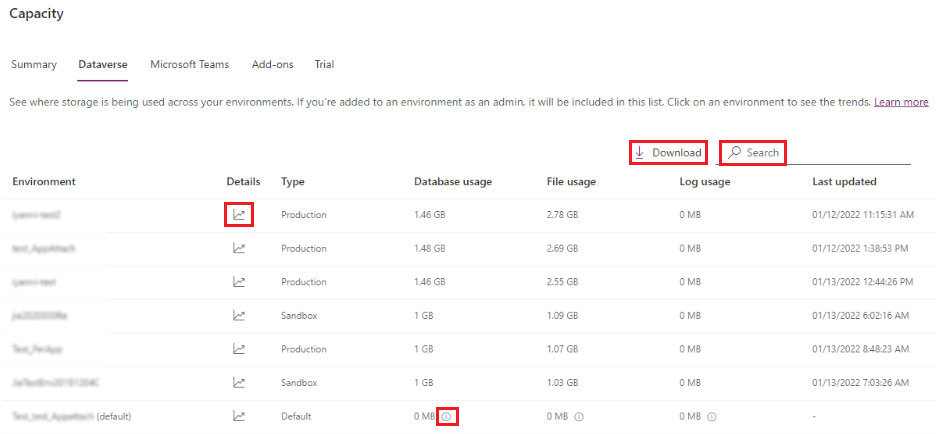 Capacity
Summary Dataverse Microsoft Teams Add-ons Trial
See where storage is being used across your environments. If you're added to an environment as an admin, it will be included in this list. Click on an environment to see the trends. Learn more
Download Search
Environment Details Type Database usage File usage Log usage Last updated
Production 1.46 GB 2.78 GB 0 MB 01/12/2022 11:15:31 AM
Production 1.48 GB 2.69 GB 0 MB 01/12/2022 1:38:53 PM
Production 1.46 GB 2.55 GB 0 MB 01/13/2022 12:44:26 PM
Sandbox 1 GB 1.09 GB 0 MB 01/13/2022 6:02:16 AM
Production 1 GB 1.07 GB 0 MB 01/13/2022 8:48:23 AM
Sandbox 1 GB 1.03 GB 0 MB 01/13/2022 7:03:26 AM
(default) Default 0 MB 0 MB 0 MB -